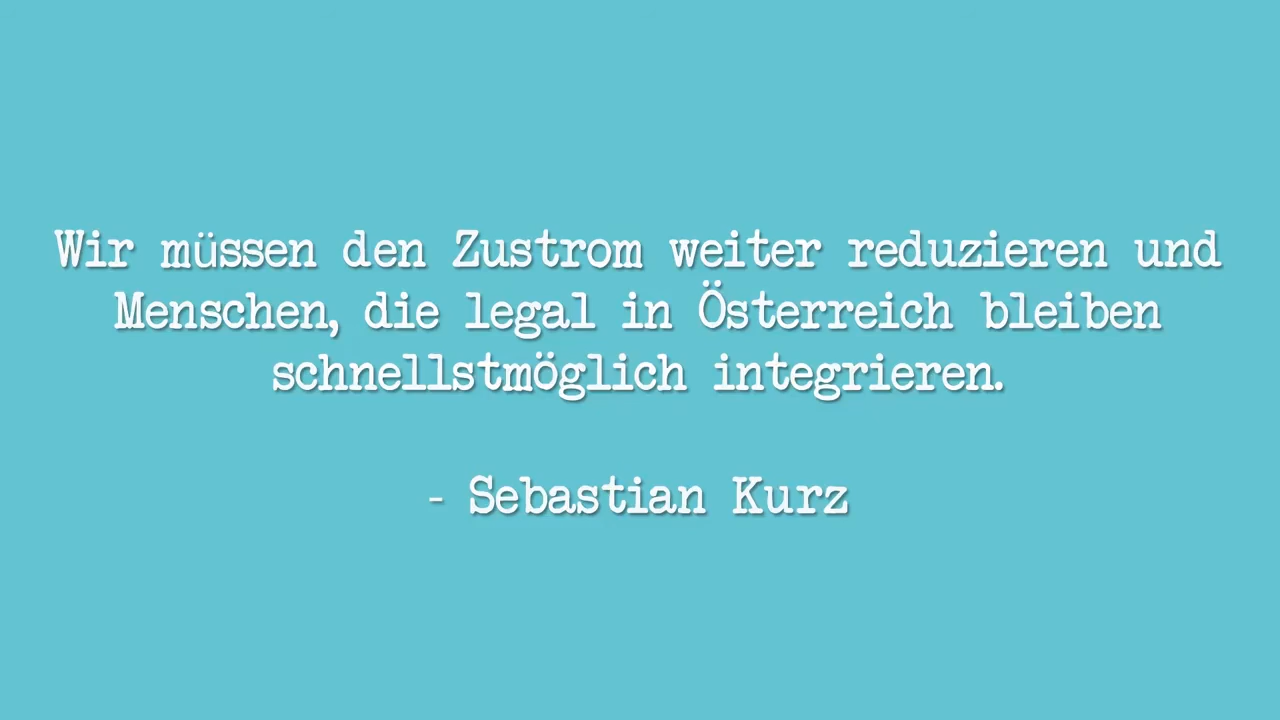 Wir müssen den Zustrom weiter reduzieren und
Menschen, die legal in Österreich bleiben
schnellstmöglich integrieren.
- Sebastian Kurz